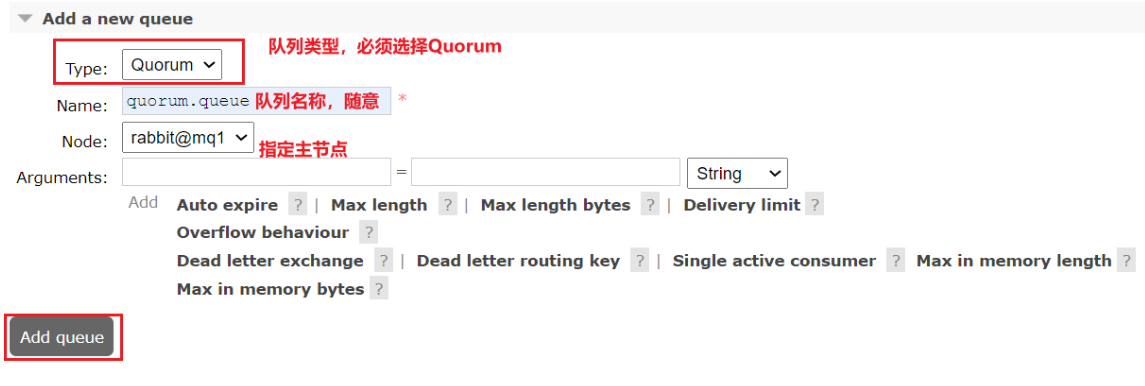 Add a new queue
队列类型，必须选择Quorum
Type: Quorum
Name: quorum.queue 队列名称，随意 *
Node: rabbit@mq1
指定主节点
Arguments: = String
Add Auto expire ? | Max length ? | Max length bytes ? | Delivery limit ?
Overflow behaviour ?
Dead letter exchange ? | Dead letter routing key ? | Single active consumer ? Max in memory length ?
Max in memory bytes ?
Add queue